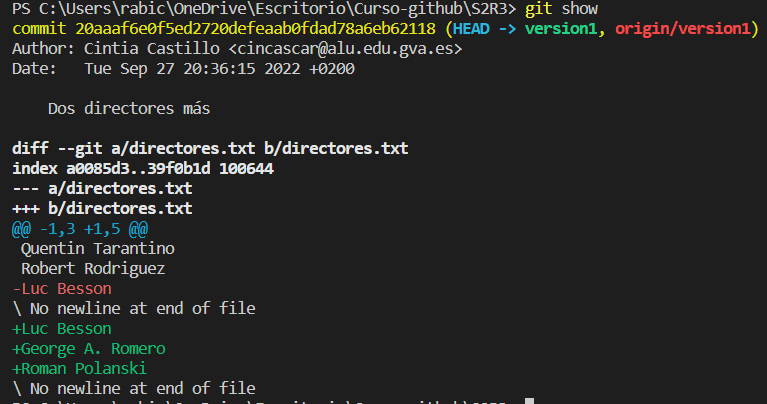 PS C:\Users\rabic\OneDrive\Escritorio\Curso-github\S2R3> git show
commit 20aaaf6e0f5ed2720defeaab0fdad78a6eb62118 (HEAD -> version1, origin/version1)
Author: Cintia Castillo <cincascar@alu.edu.gva.es>
Date:   Tue Sep 27 20:36:15 2022 +0200

    Dos directores más

diff --git a/directores.txt b/directores.txt
index a0085d3..39f0b1d 100644
--- a/directores.txt
+++ b/directores.txt
@@ -1,3 +1,5 @@
 Quentin Tarantino
 Robert Rodriguez
-Luc Besson
\ No newline at end of file
+Luc Besson
+George A. Romero
+Roman Polanski
\ No newline at end of file